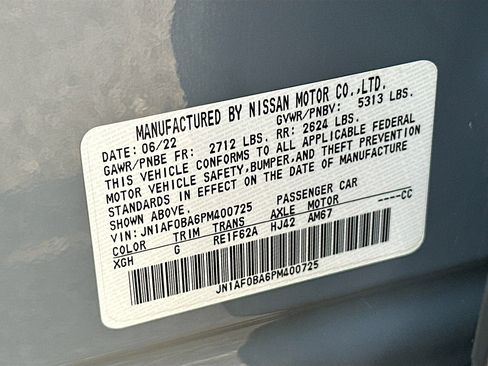 MANUFACTURED BY NISSAN MOTOR CO.,LTD.
DATE: 06/22 GVWR/PNBV: 5313 LBS.
GAWR/PNBE FR: 2712 LBS. RR: 2624 LBS.
THIS VEHICLE CONFORMS TO ALL APPLICABLE FEDERAL
MOTOR VEHICLE SAFETY,BUMPER,AND THEFT PREVENTION
STANDARDS IN EFFECT ON THE DATE OF MANUFACTURE
SHOWN ABOVE.
VIN: JN1AF0BA6PM400725 PASSENGER CAR
COLOR TRIM TRANS AXLE MOTOR
XGH G RE1F62A HJ42 AM67 ----CC
JN1AF0BA6PM400725